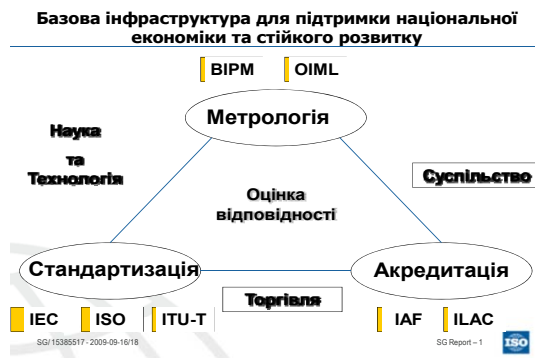 Базова інфраструктура для підтримки національної
економіки та стійкого розвитку
BIPM OIML
Метрологія
Наука
та
Технологія
Суспільство
Оцінка
відповідності
Стандартизація
Акредитація
Торгівля
IEC ISO ITU-T
IAF ILAC
SG/ 15385517 - 2009-09-16/18
SG Report – 1
ISO